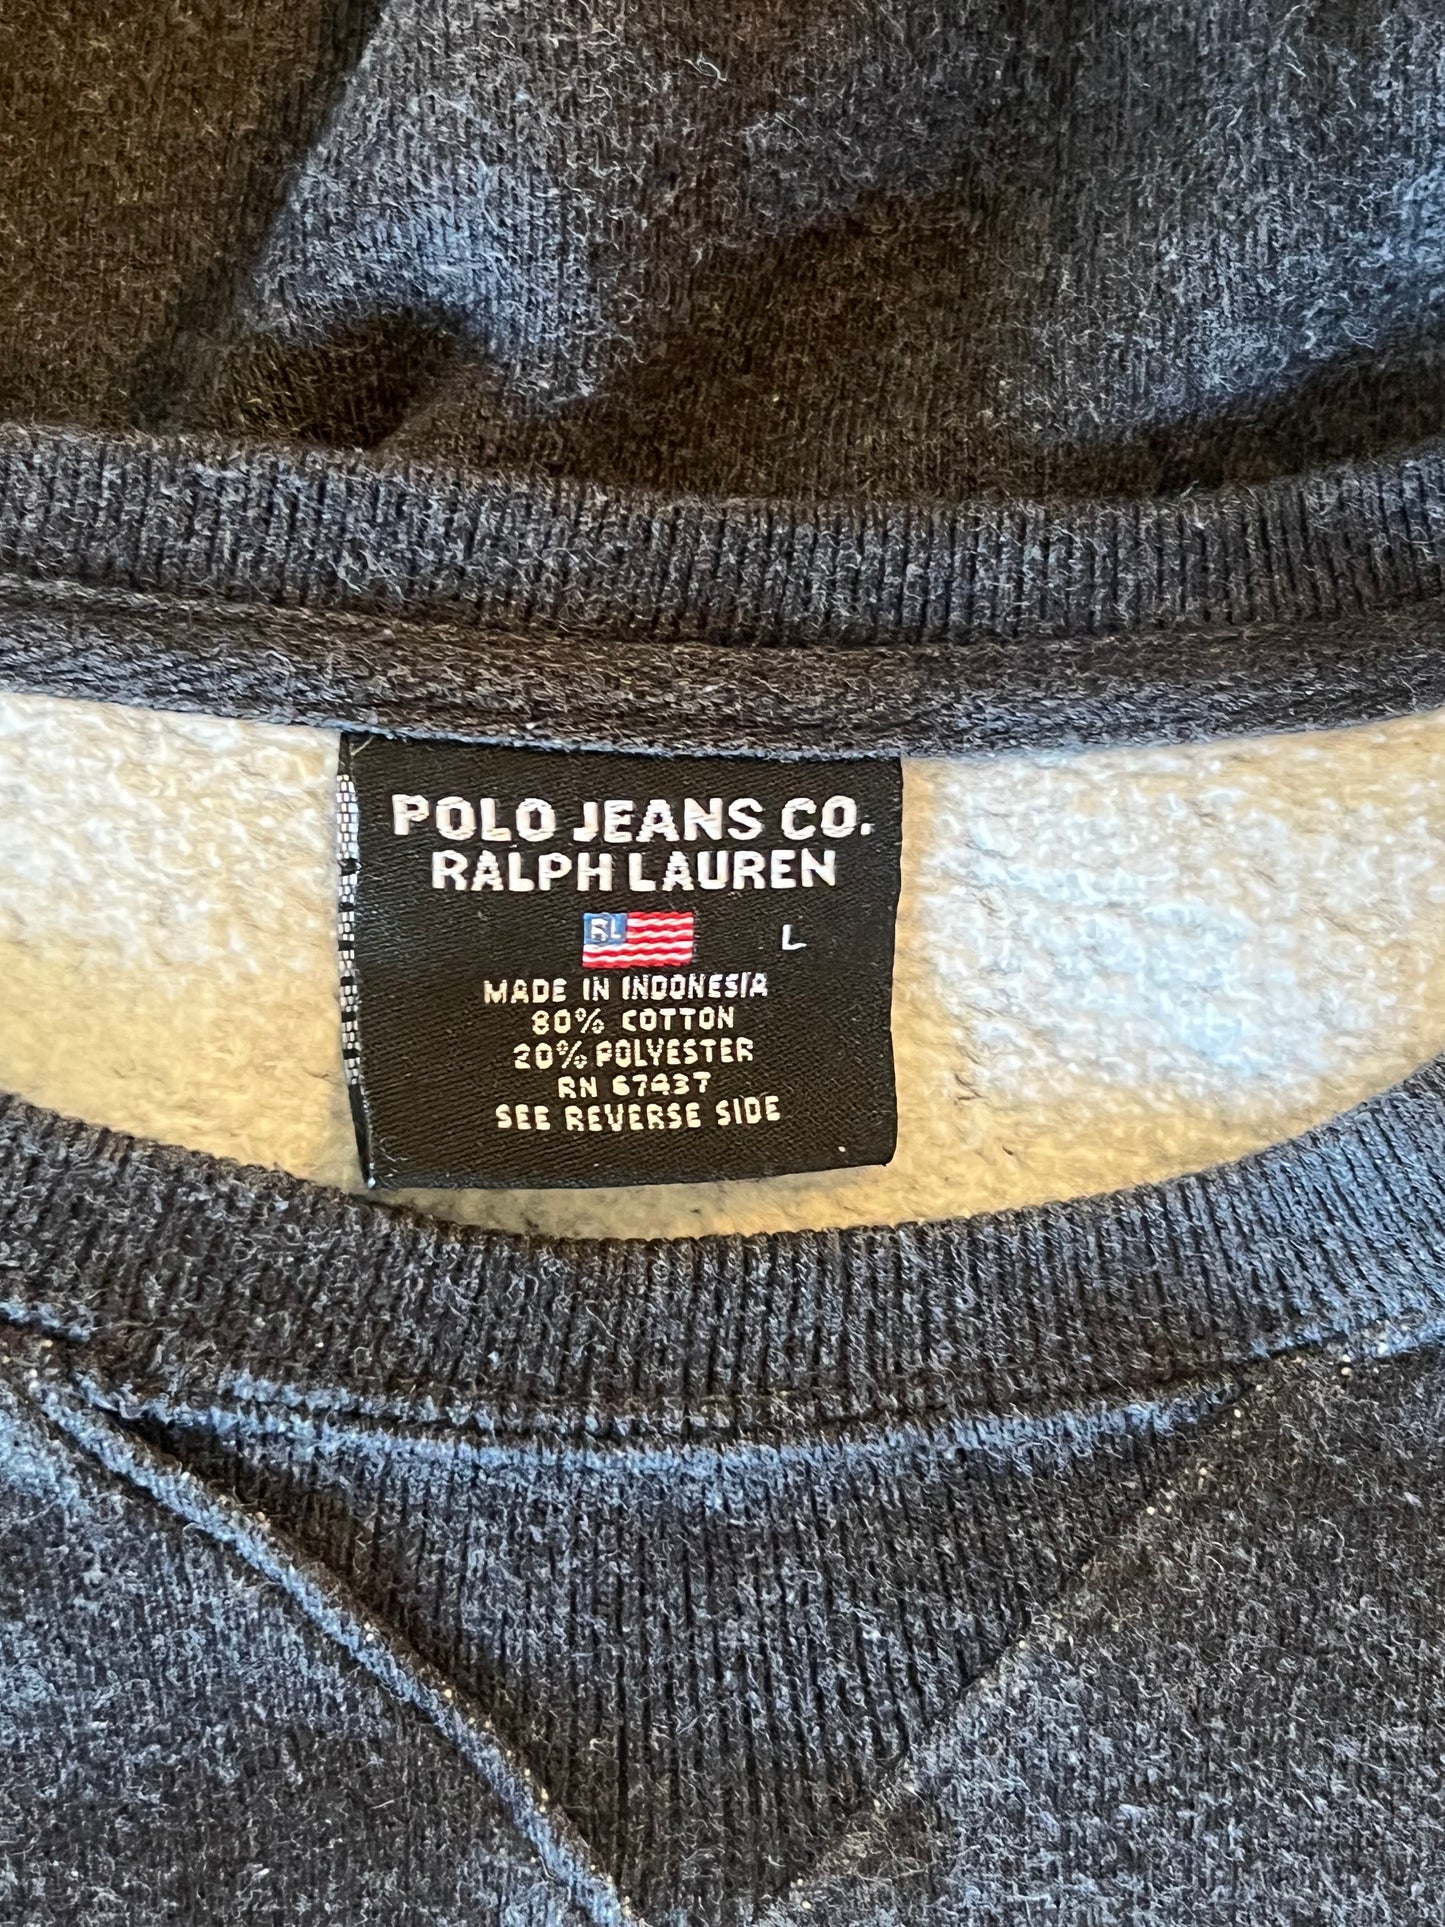 POLO JEANS CO.
RALPH LAUREN
RL
L
MADE IN INDONESIA
80% COTTON
20% POLYESTER
RN 67437
SEE REVERSE SIDE